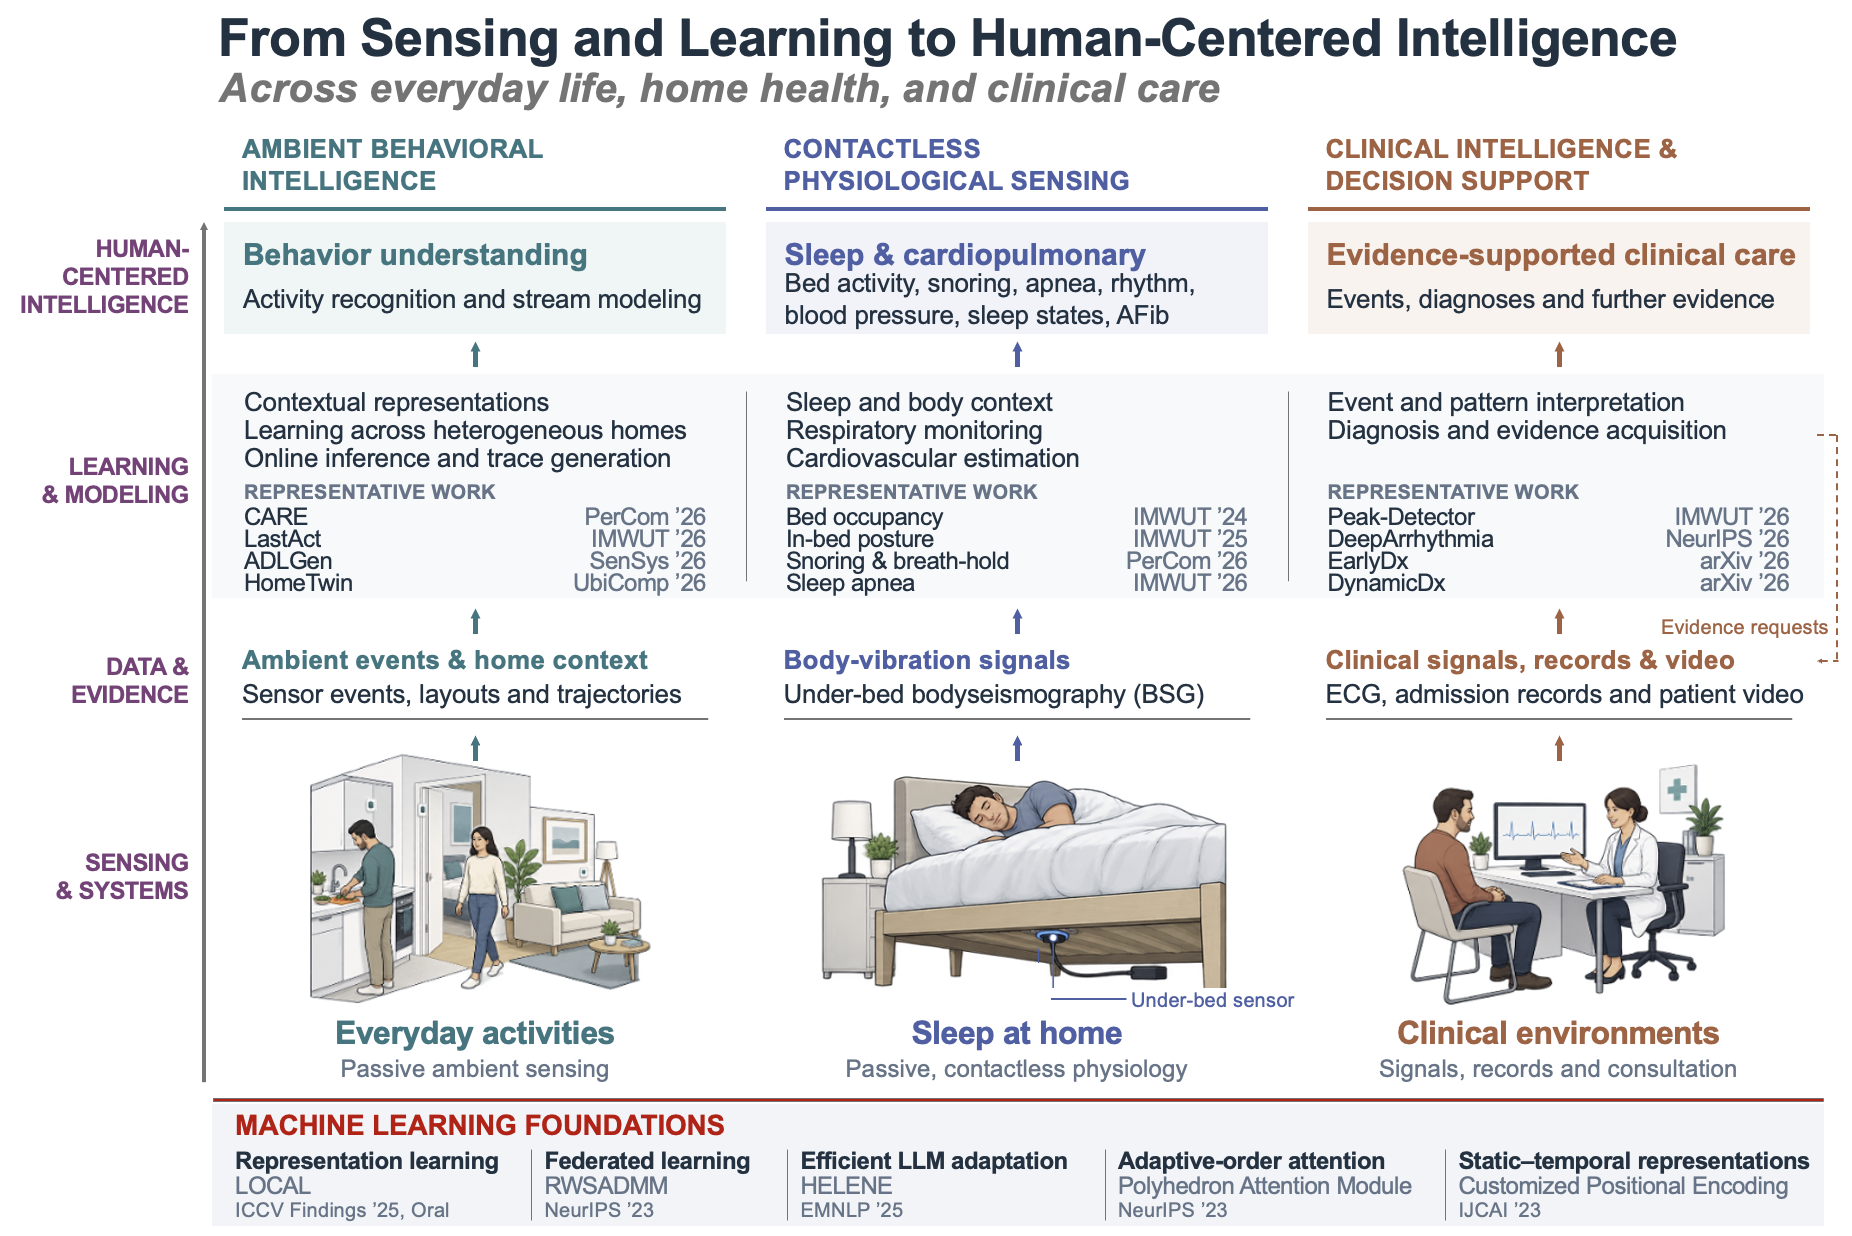 From Sensing and Learning to Human-Centered Intelligence
Across everyday life, home health, and clinical care
AMBIENT BEHAVIORAL
INTELLIGENCE
CONTACTLESS
PHYSIOLOGICAL SENSING
CLINICAL INTELLIGENCE &
DECISION SUPPORT
HUMAN-
CENTERED
INTELLIGENCE
Behavior understanding
Activity recognition and stream modeling
Sleep & cardiopulmonary
Bed activity, snoring, apnea, rhythm,
blood pressure, sleep states, AFib
Evidence-supported clinical care
Events, diagnoses and further evidence
LEARNING
& MODELING
Contextual representations
Learning across heterogeneous homes
Online inference and trace generation
REPRESENTATIVE WORK
CARE PerCom ’26
LastAct IMWUT ’26
ADLGen SenSys ’26
HomeTwin UbiComp ’26
Sleep and body context
Respiratory monitoring
Cardiovascular estimation
REPRESENTATIVE WORK
Bed occupancy IMWUT ’24
In-bed posture IMWUT ’25
Snoring & breath-hold PerCom ’26
Sleep apnea IMWUT ’26
Event and pattern interpretation
Diagnosis and evidence acquisition
REPRESENTATIVE WORK
Peak-Detector IMWUT ’26
DeepArrhythmia NeurIPS ’26
EarlyDx arXiv ’26
DynamicDx arXiv ’26
Evidence requests
DATA &
EVIDENCE
Ambient events & home context
Sensor events, layouts and trajectories
Body-vibration signals
Under-bed bodyseismography (BSG)
Clinical signals, records & video
ECG, admission records and patient video
SENSING
& SYSTEMS
Under-bed sensor
Everyday activities
Passive ambient sensing
Sleep at home
Passive, contactless physiology
Clinical environments
Signals, records and consultation
MACHINE LEARNING FOUNDATIONS
Representation learning
LOCAL
ICCV Findings ’25, Oral
Federated learning
RWSADMM
NeurIPS ’23
Efficient LLM adaptation
HELENE
EMNLP ’25
Adaptive-order attention
Polyhedron Attention Module
NeurIPS ’23
Static–temporal representations
Customized Positional Encoding
IJCAI ’23